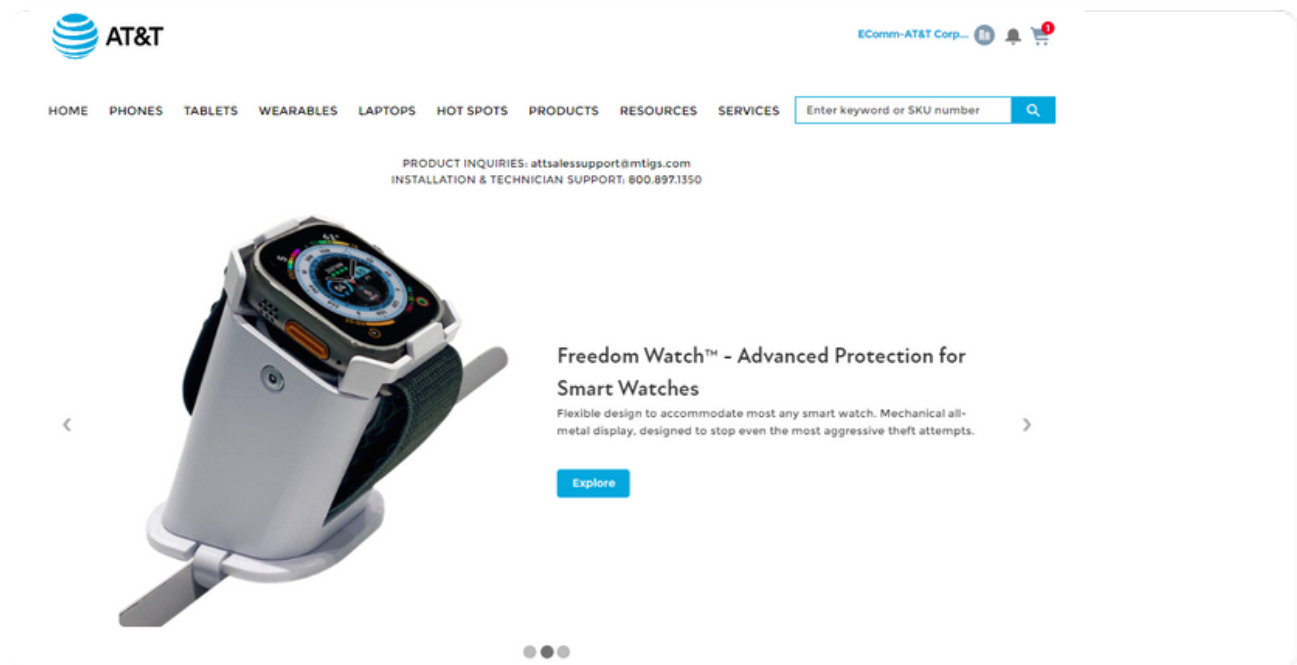 AT&T
EComm-AT&T Corp...
1
HOME PHONES TABLETS WEARABLES LAPTOPS HOT SPOTS PRODUCTS RESOURCES SERVICES Enter keyword or SKU number
PRODUCT INQUIRIES: attsalessupport@mtigs.com
INSTALLATION & TECHNICIAN SUPPORT: 800.897.1350
Freedom Watch™ - Advanced Protection for
Smart Watches
Flexible design to accommodate most any smart watch. Mechanical all-
metal display, designed to stop even the most aggressive theft attempts.
Explore